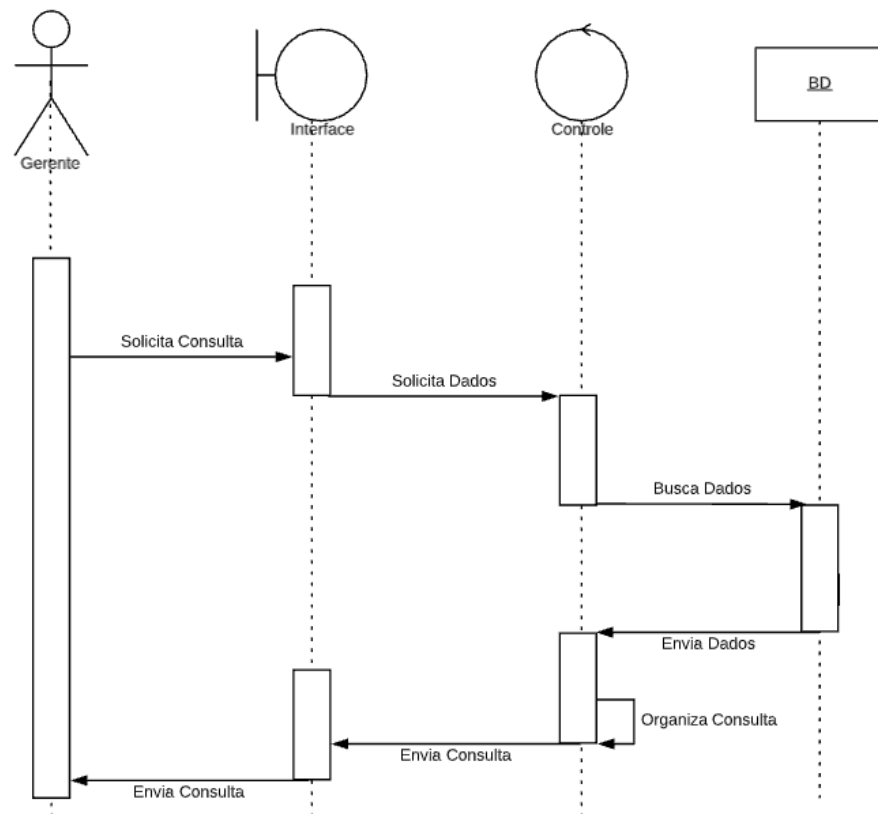 BD
Interface
Controle
Gerente
Solicita Consulta
Solicita Dados
Busca Dados
Envia Dados
Organiza Consulta
Envia Consulta
Envia Consulta